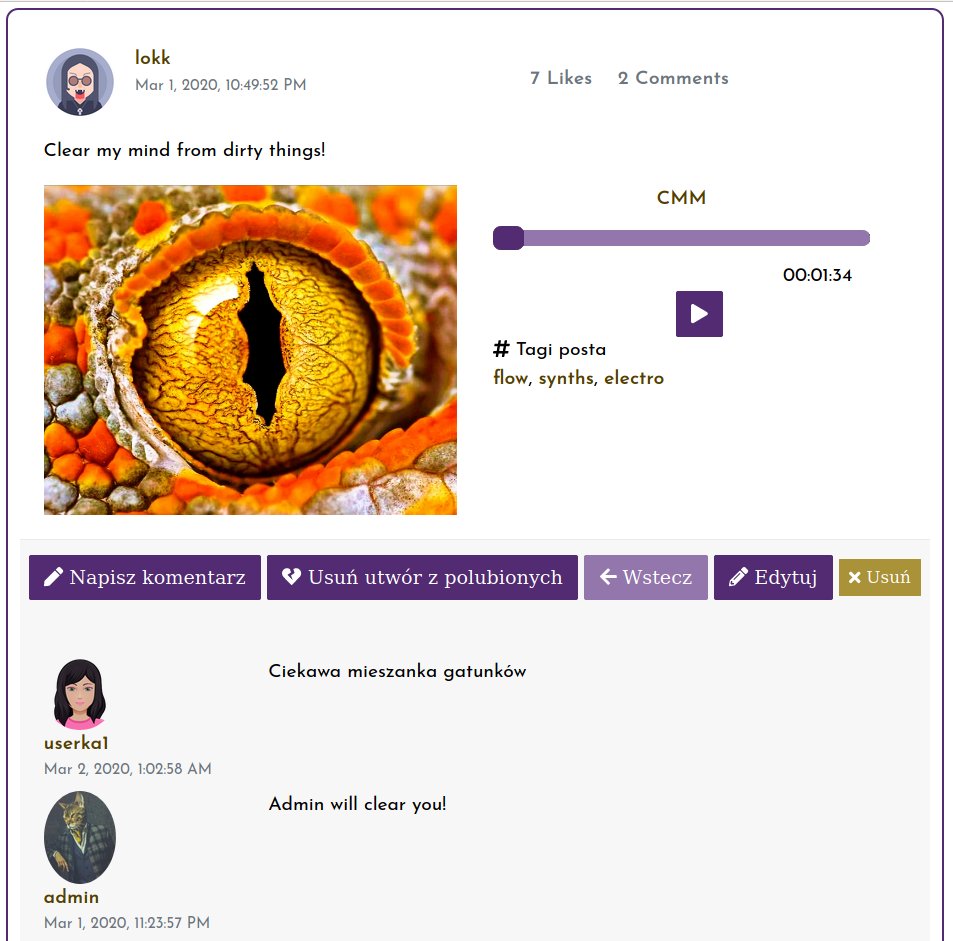 lokk
Mar 1, 2020, 10:49:52 PM
7 Likes 2 Comments
Clear my mind from dirty things!
CMM
00:01:34
# Tagi posta
flow, synths, electro
Napisz komentarz Usuń utwór z polubionych Wstecz Edytuj Usuń
Ciekawa mieszanka gatunków
userka1
Mar 2, 2020, 1:02:58 AM
Admin will clear you!
admin
Mar 1, 2020, 11:23:57 PM